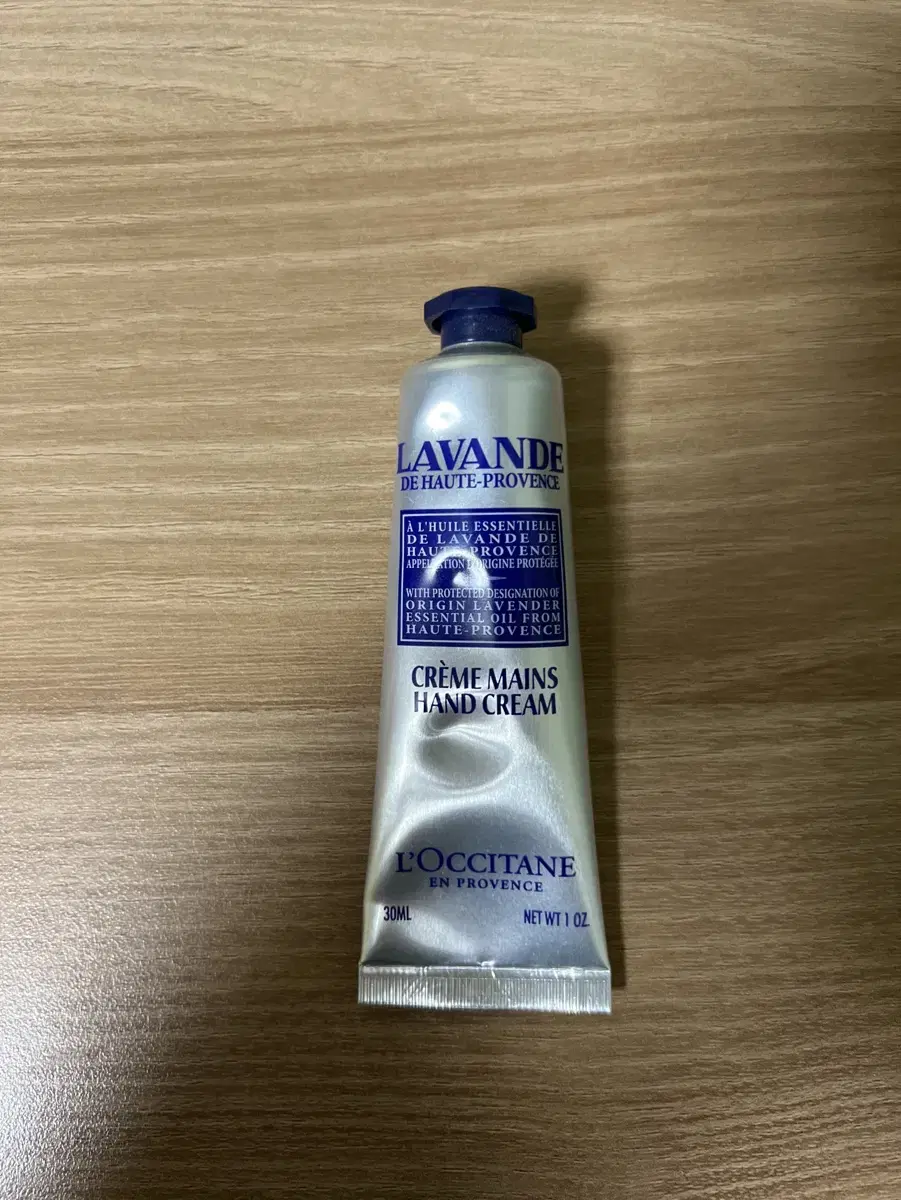 LAVANDE
DE HAUTE-PROVENCE
À L'HUILE ESSENTIELLE
DE LAVANDE DE
HAUTE-PROVENCE
APPELLATION D'ORIGINE PROTÉGÉE
WITH PROTECTED DESIGNATION OF
ORIGIN LAVENDER
ESSENTIAL OIL FROM
HAUTE-PROVENCE
CRÈME MAINS
HAND CREAM
L'OCCITANE
EN PROVENCE
30ML
NET WT 1 OZ.